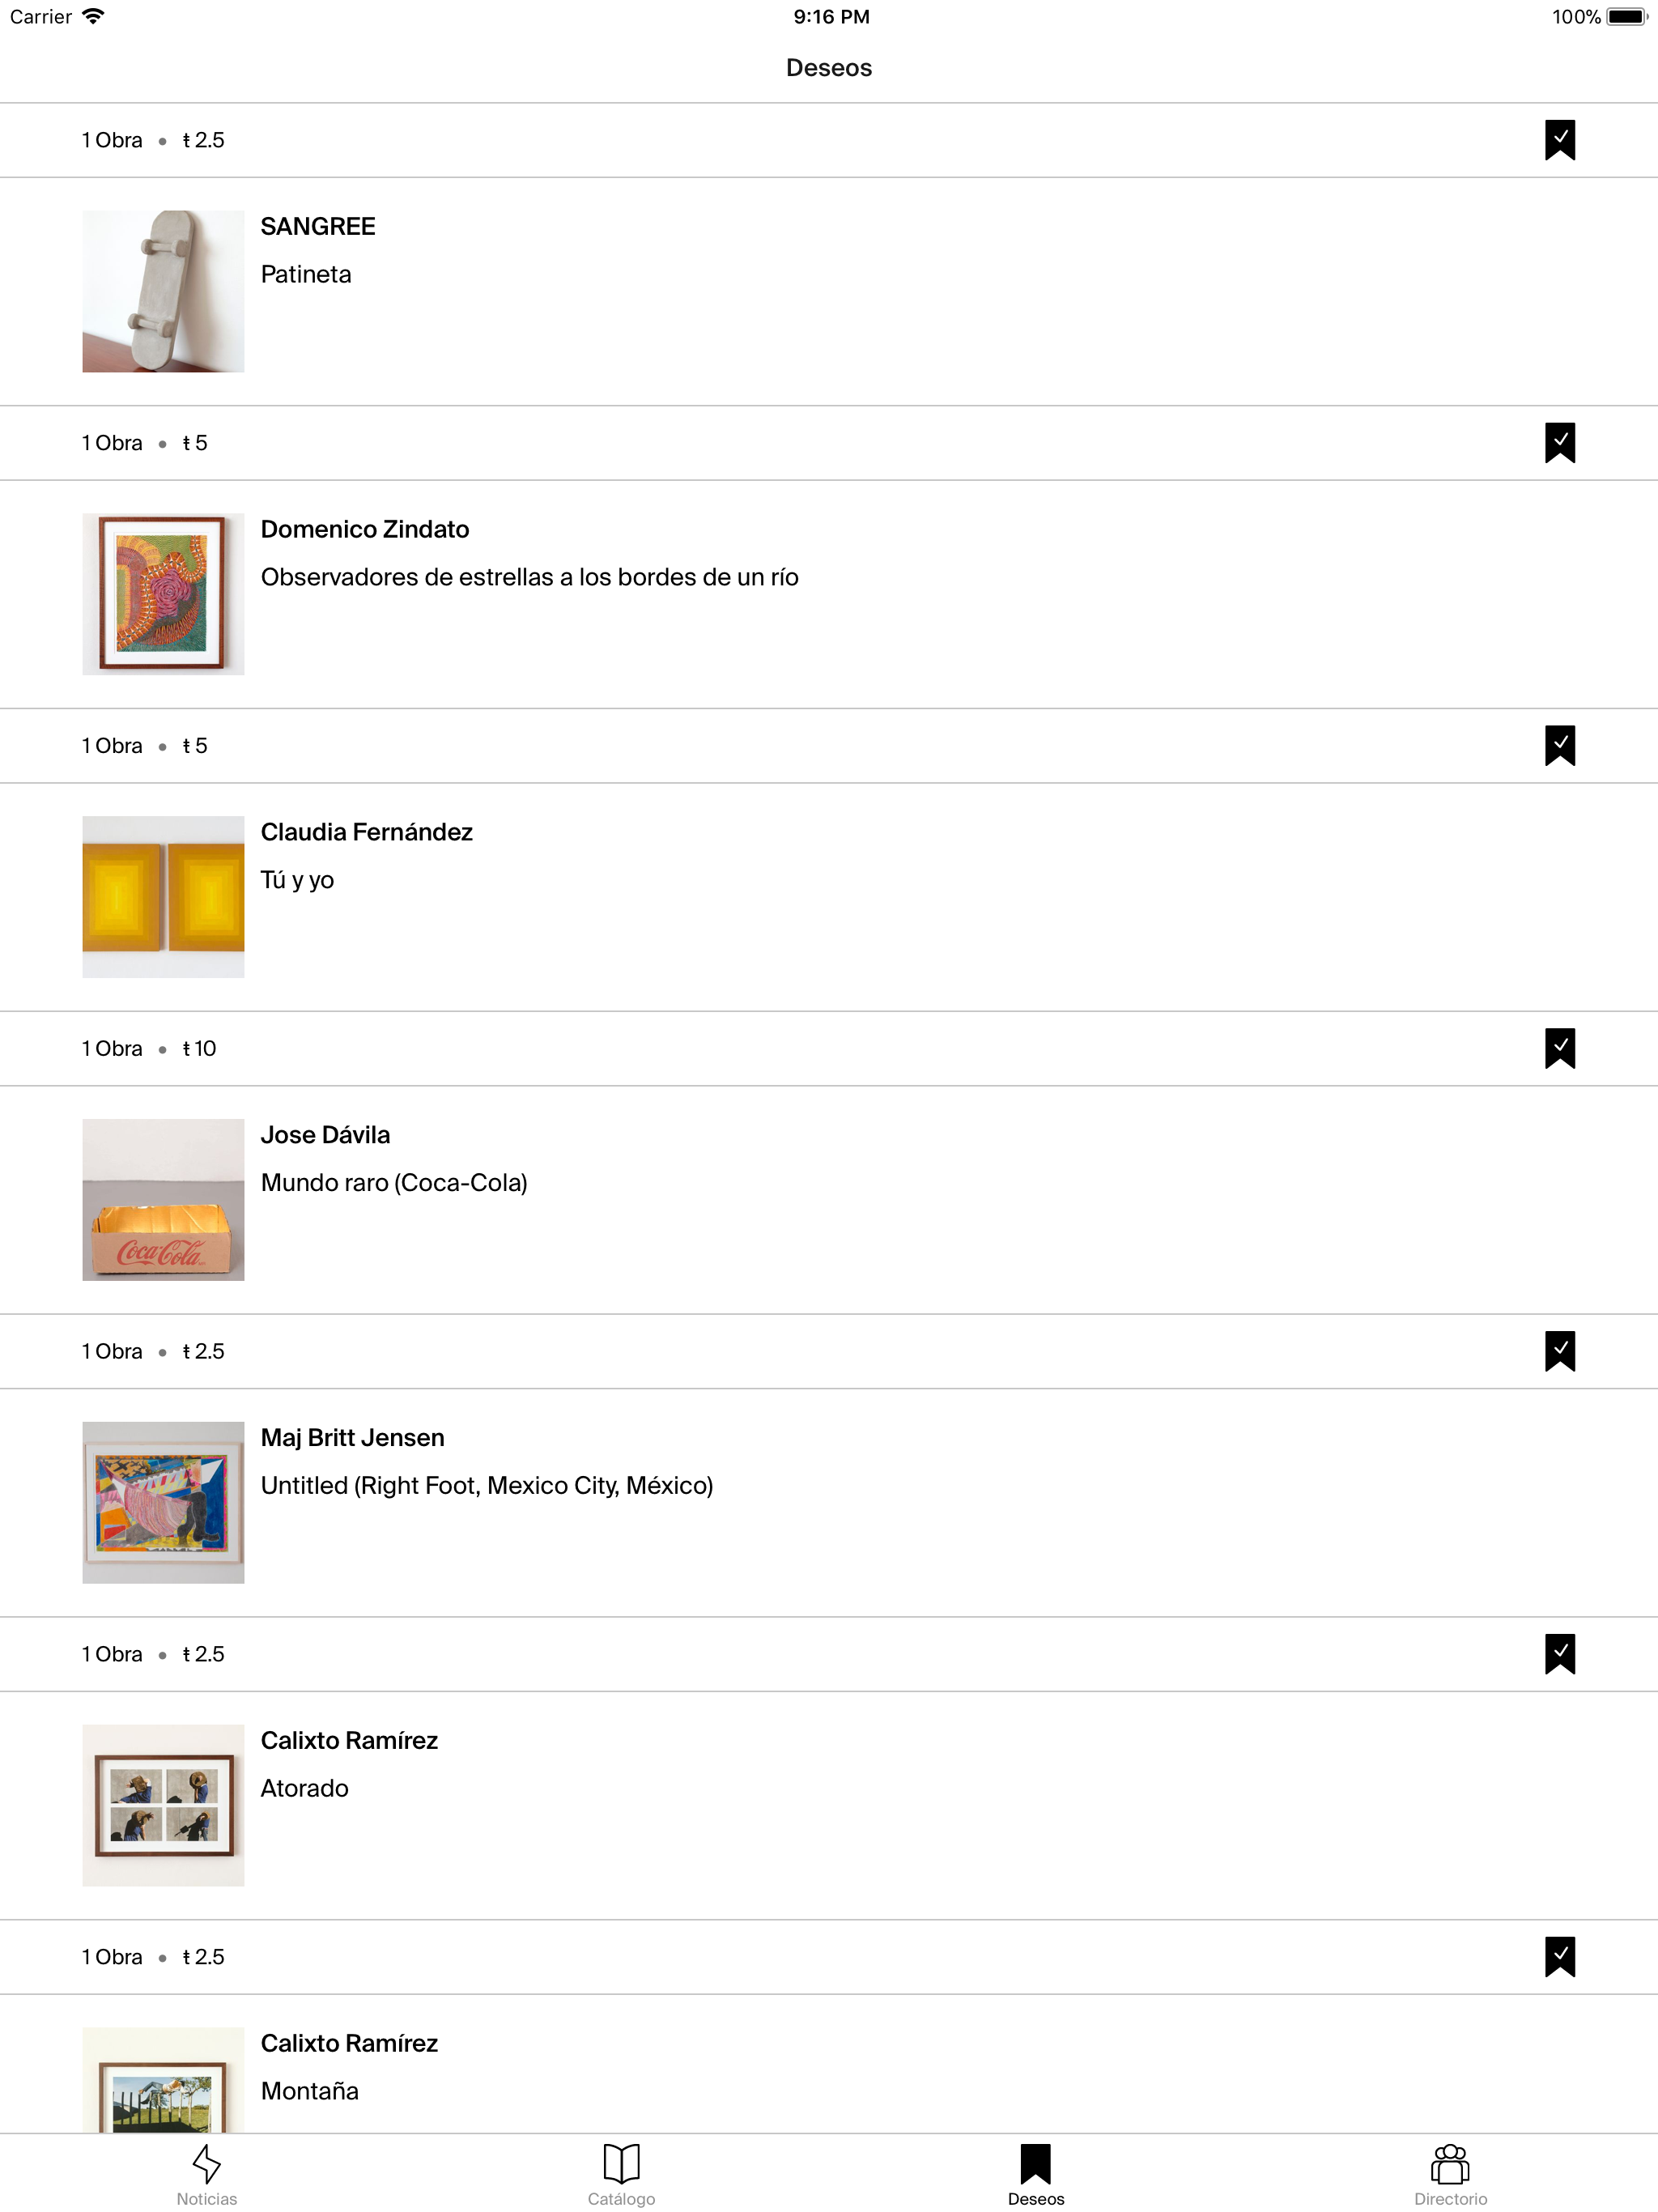 Carrier 9:16 PM 100%
Deseos
1 Obra • ŧ 2.5
SANGREE
Patineta
1 Obra • ŧ 5
Domenico Zindato
Observadores de estrellas a los bordes de un río
1 Obra • ŧ 5
Claudia Fernández
Tú y yo
1 Obra • ŧ 10
Jose Dávila
Mundo raro (Coca-Cola)
Coca-Cola
1 Obra • ŧ 2.5
Maj Britt Jensen
Untitled (Right Foot, Mexico City, México)
1 Obra • ŧ 2.5
Calixto Ramírez
Atorado
1 Obra • ŧ 2.5
Calixto Ramírez
Montaña
Noticias Catálogo Deseos Directorio